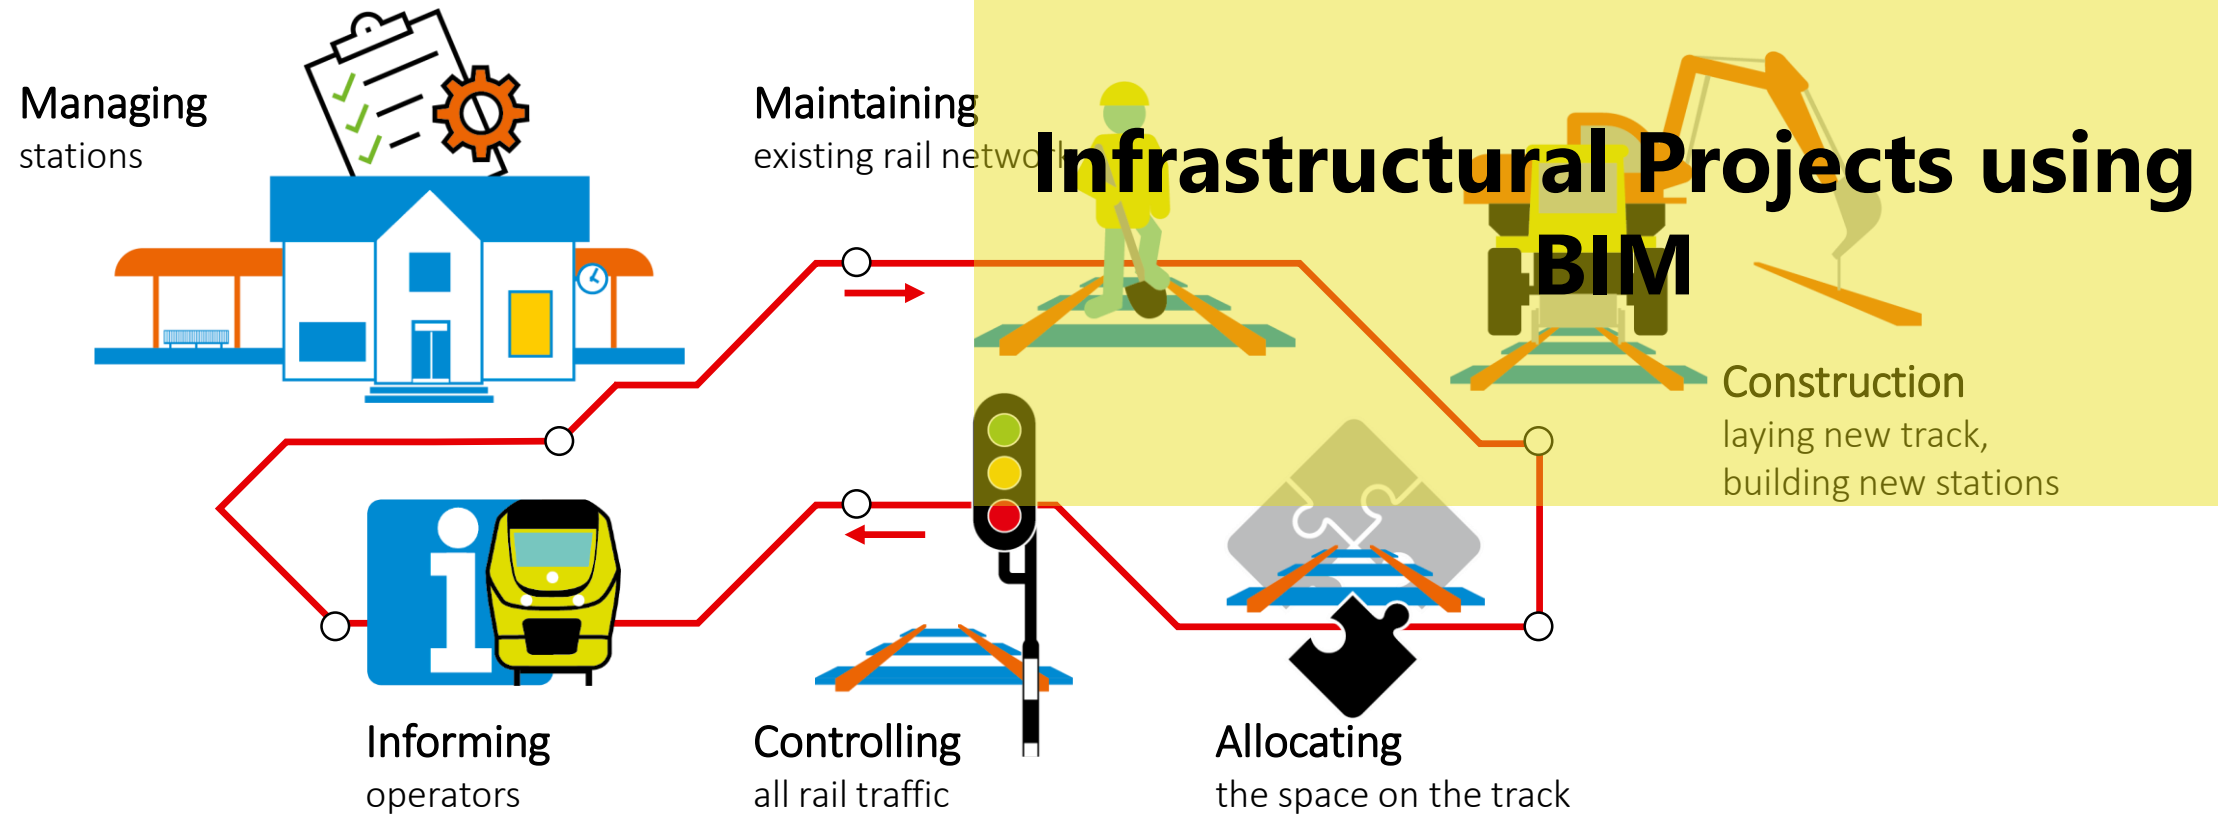 Managing
stations
Maintaining
existing rail network
Infrastructural Projects using
BIM
Construction
laying new track,
building new stations
Informing
operators
Controlling
all rail traffic
Allocating
the space on the track